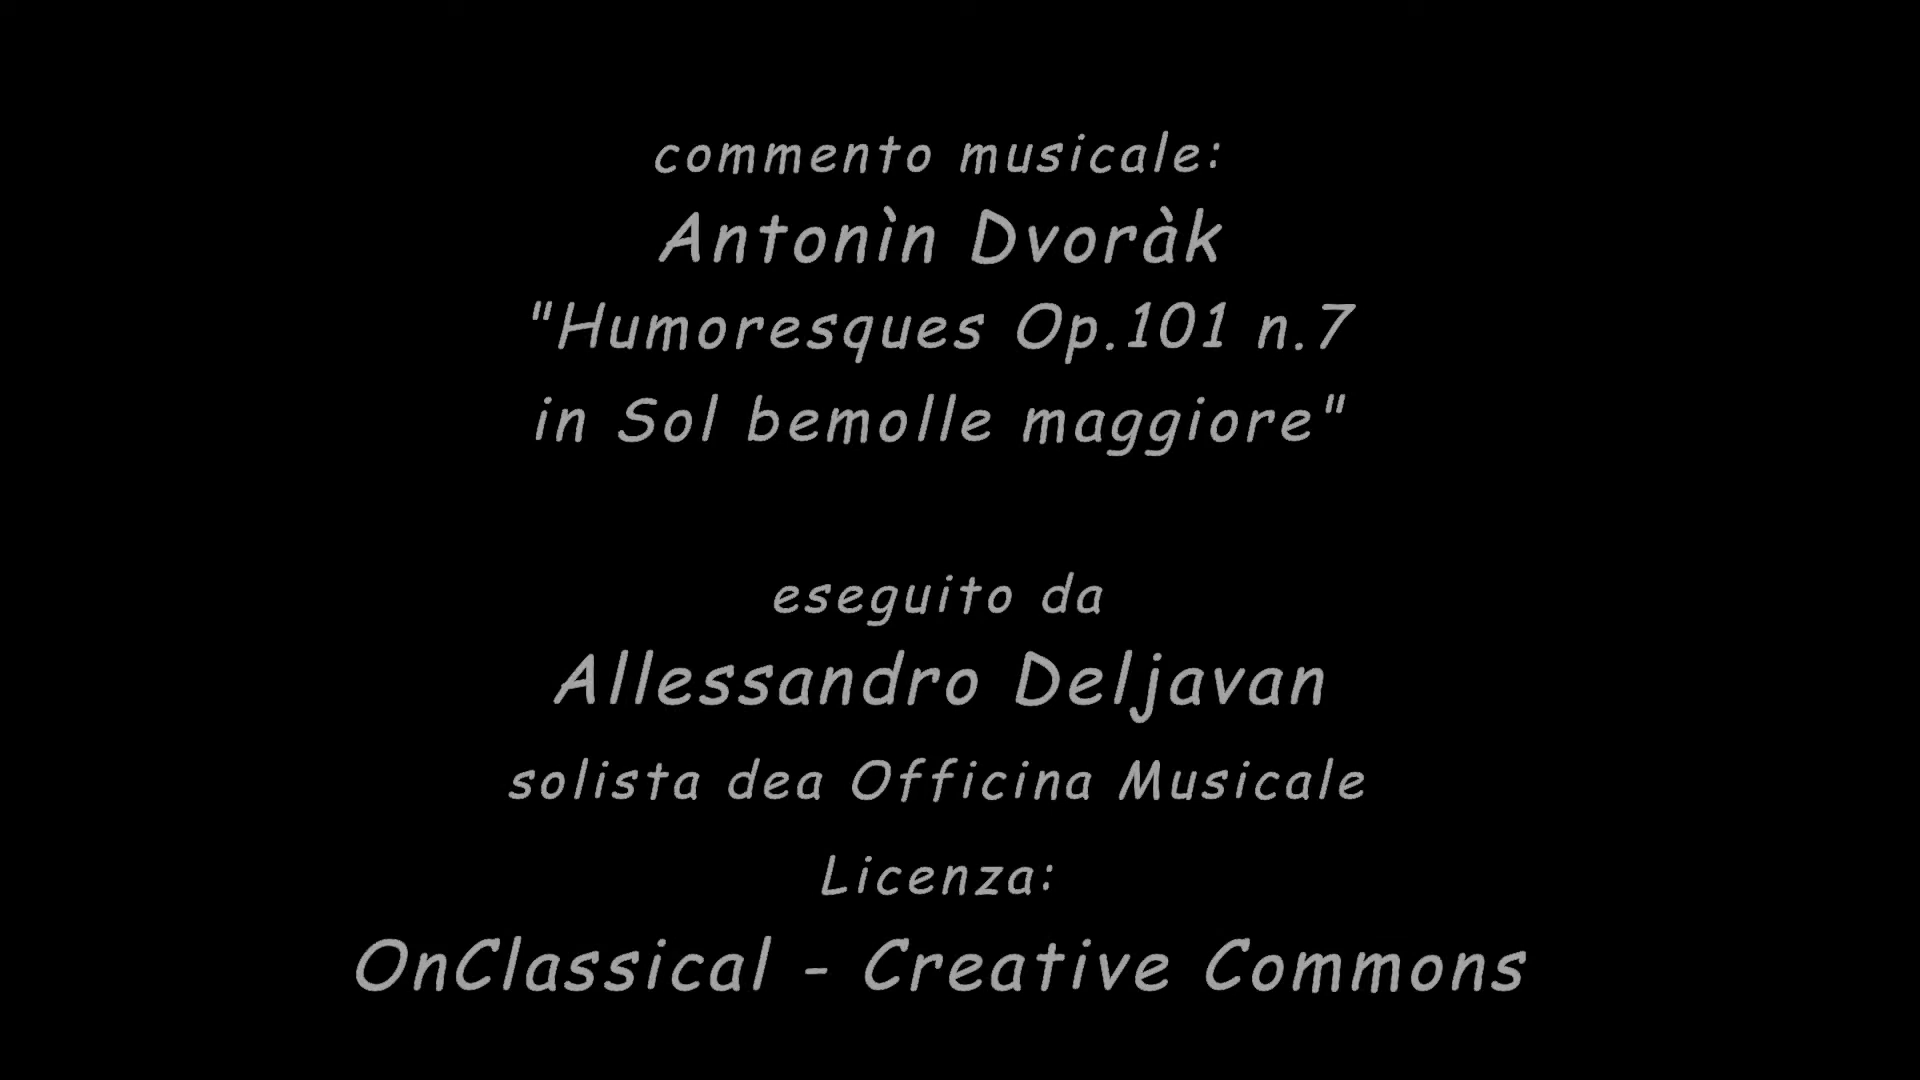 commento musicale:
Antonìn Dvoràk
"Humoresques Op.101 n.7
in Sol bemolle maggiore"
eseguito da
Allessandro Deljavan
solista dea Officina Musicale
Licenza:
OnClassical - Creative Commons